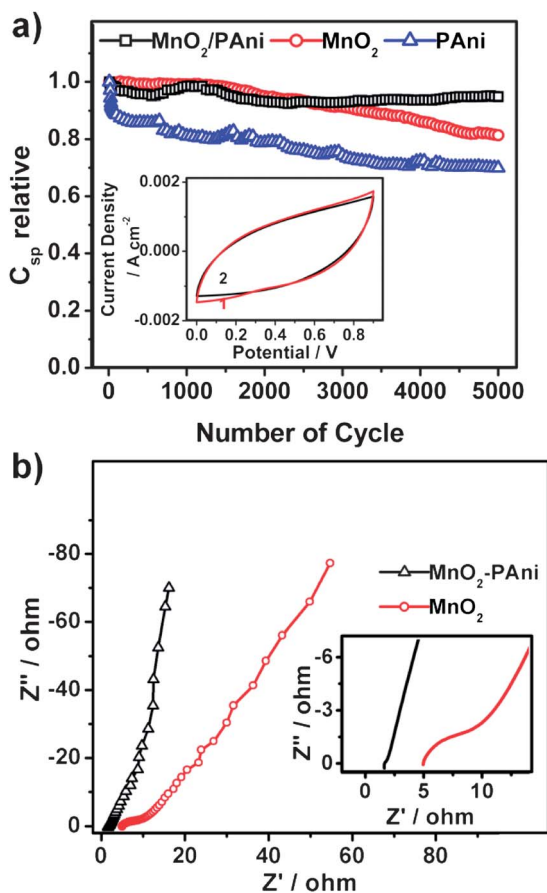 a)
MnO2/PAni MnO2 PAni
1.0
0.8
0.6
0.4
0.2
0.0
Csp relative
0.002
0.000
-0.002
Current Density
/ A cm-2
2
1
0.0 0.2 0.4 0.6 0.8
Potential / V
0 1000 2000 3000 4000 5000
Number of Cycle
b)
-80
-60
-40
-20
0
Z'' / ohm
MnO2-PAni
MnO2
-6
-3
0
Z'' / ohm
0 5 10
Z' / ohm
0 20 40 60 80
Z' / ohm